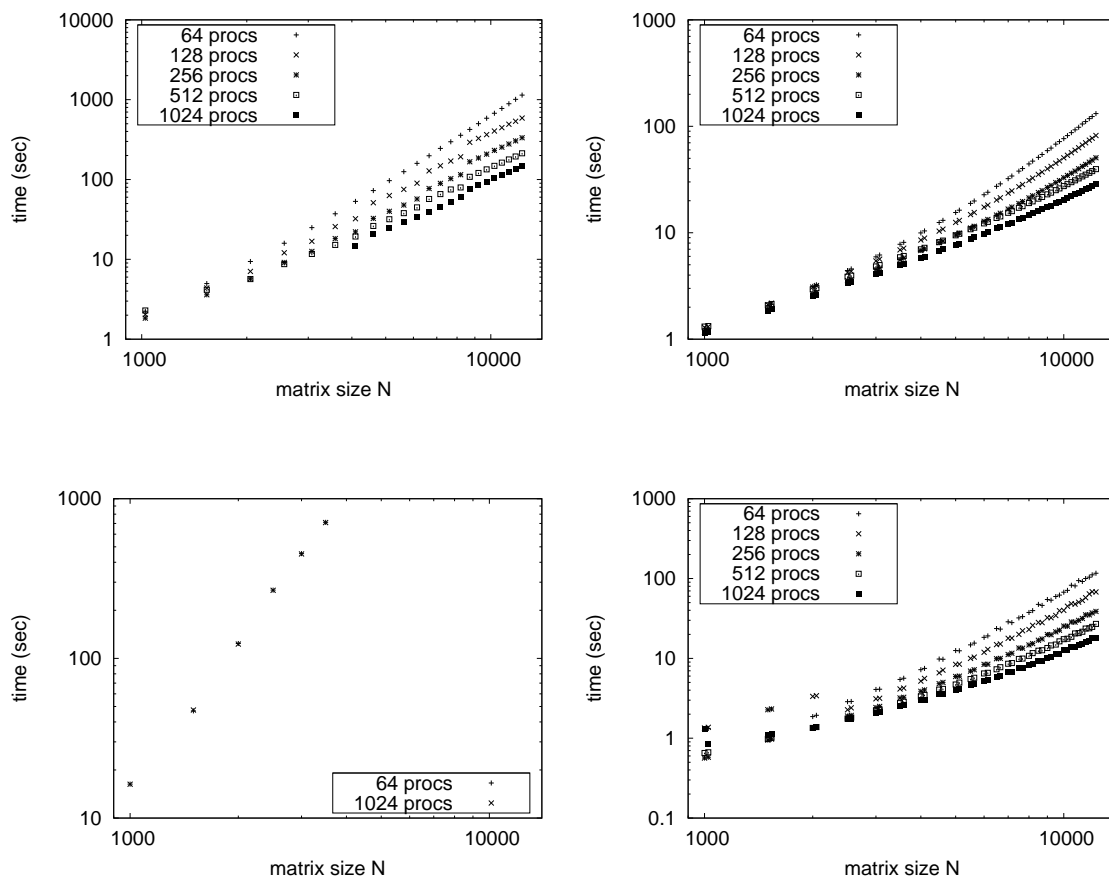 10000
1000
100
10
1
1000
10000
time (sec)
matrix size N
64 procs
128 procs
256 procs
512 procs
1024 procs
1000
100
10
1
1000
10000
time (sec)
matrix size N
64 procs
128 procs
256 procs
512 procs
1024 procs
1000
100
10
1000
10000
time (sec)
matrix size N
64 procs
1024 procs
1000
100
10
1
0.1
1000
10000
time (sec)
matrix size N
64 procs
128 procs
256 procs
512 procs
1024 procs